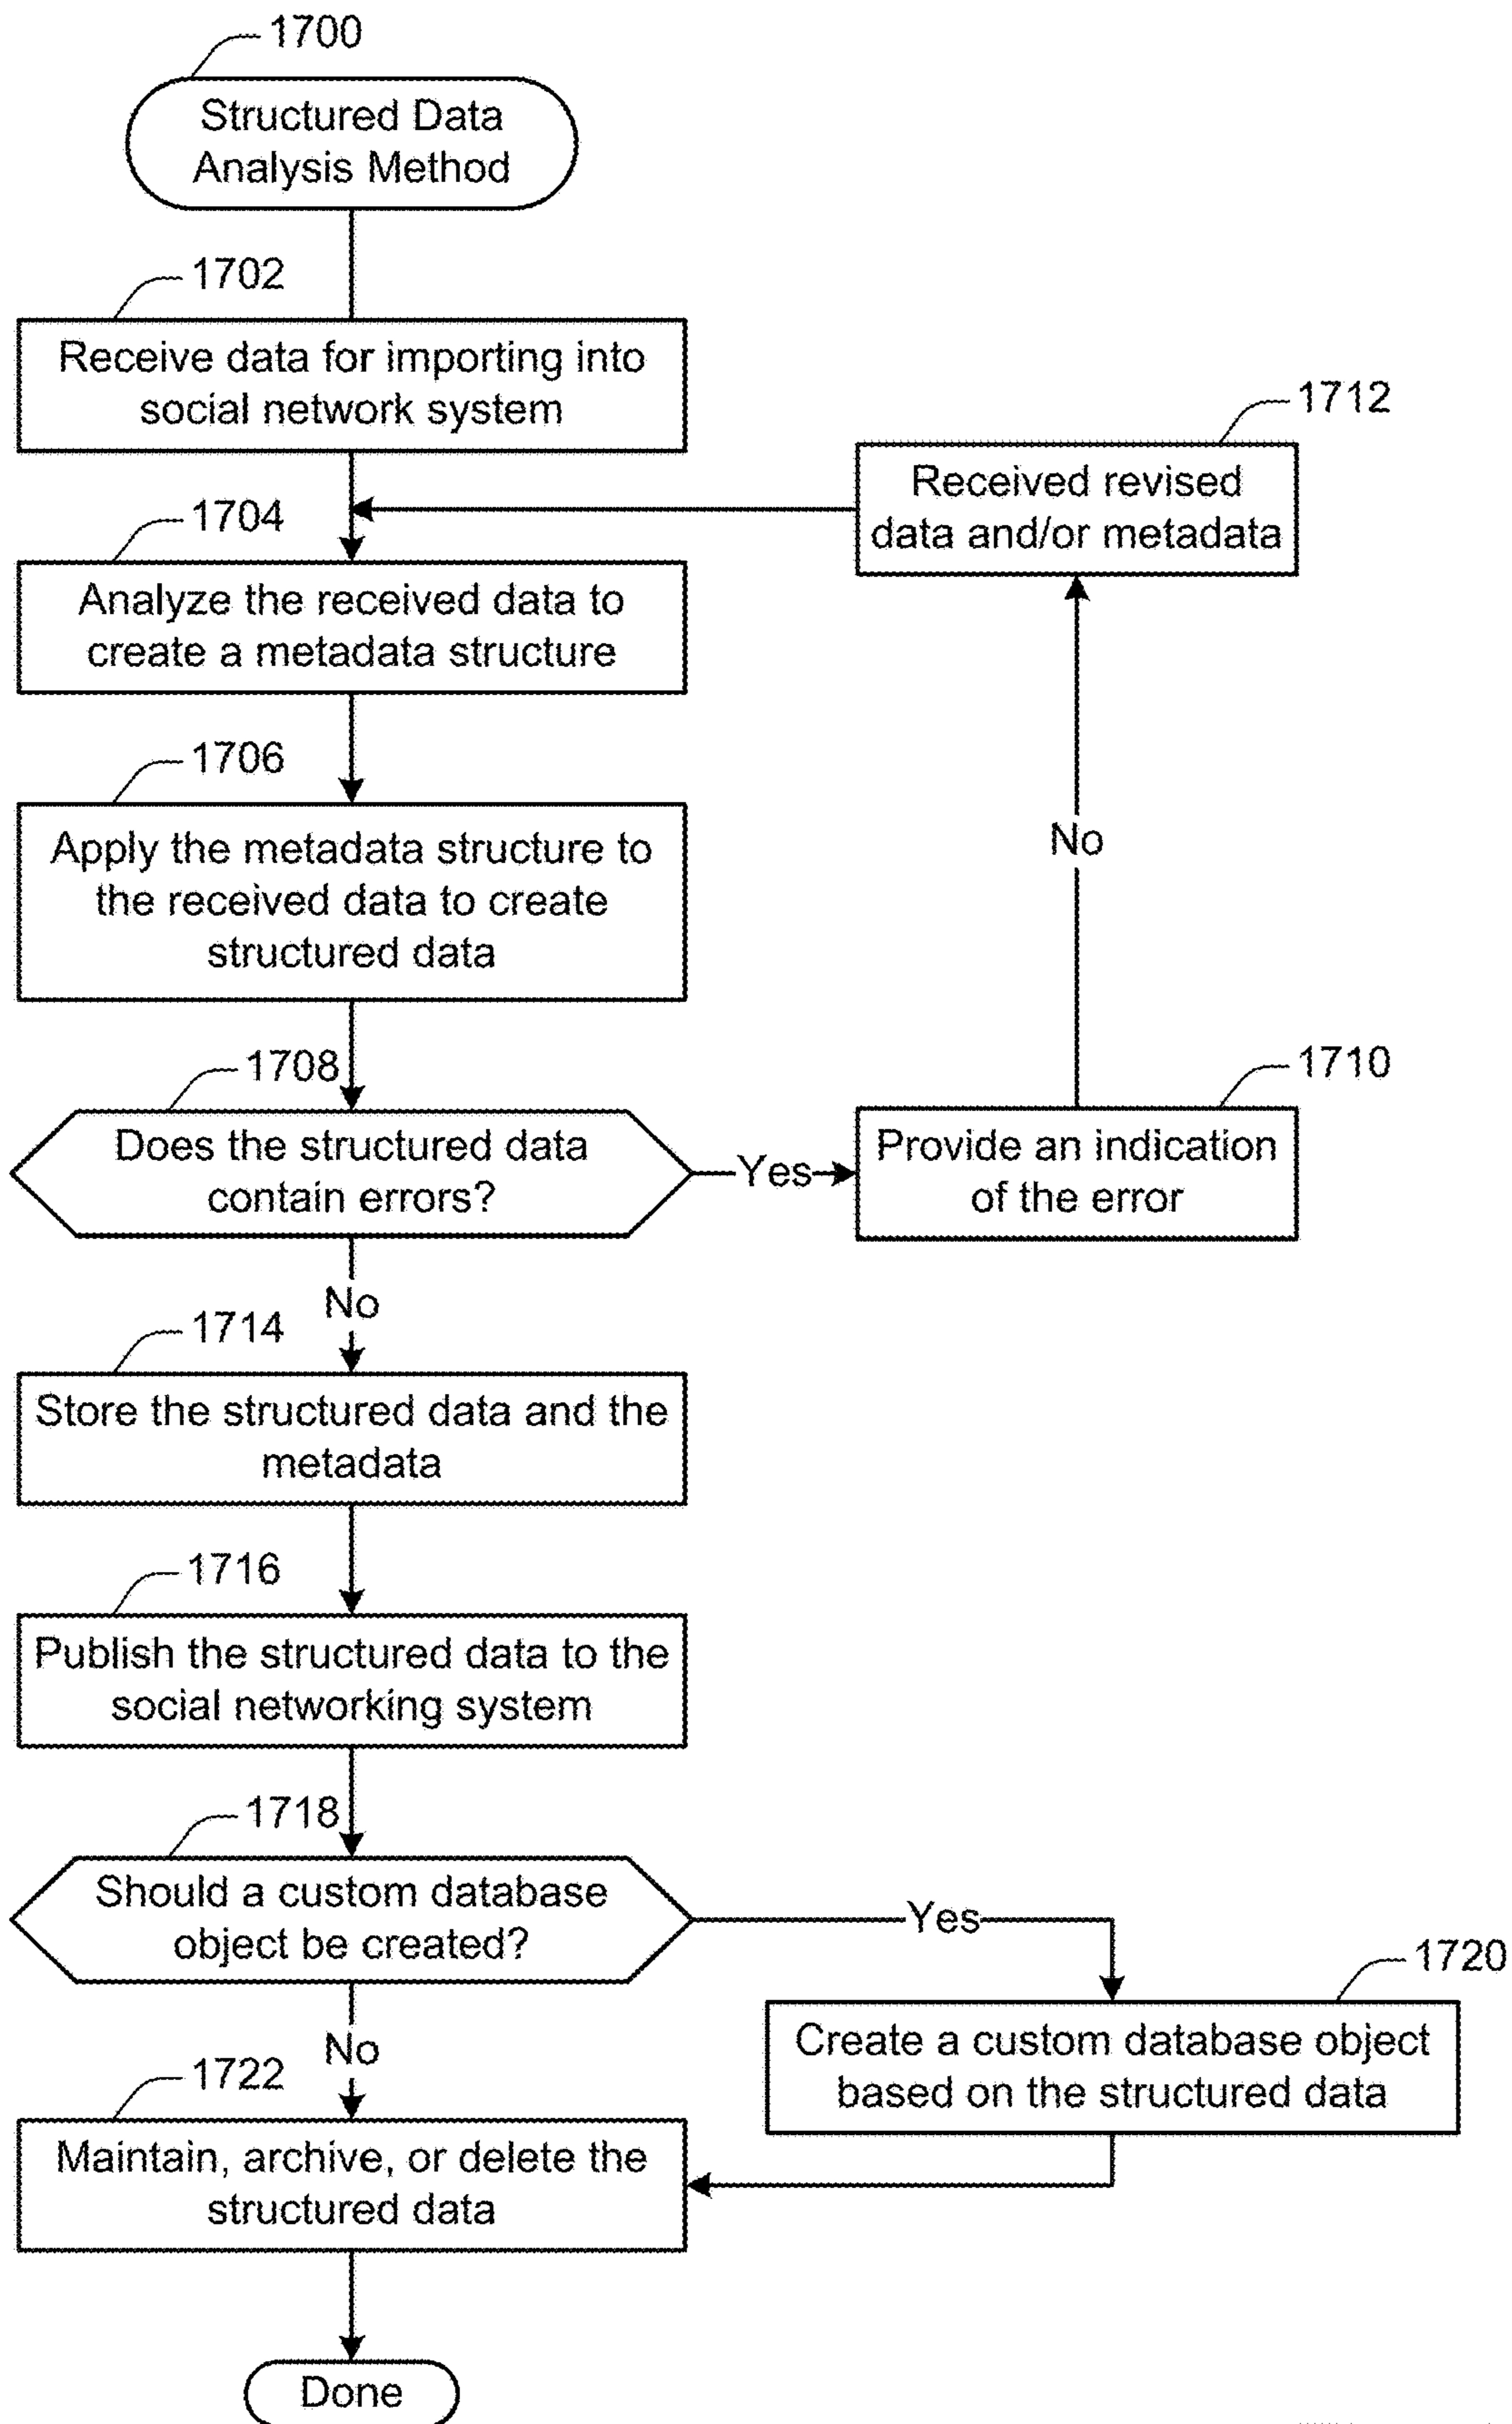 1700
Structured Data
Analysis Method
1702
Receive data for importing into
social network system
1712
Received revised
data and/or metadata
1704
Analyze the received data to
create a metadata structure
1706
Apply the metadata structure to
the received data to create
structured data
No
1708
Does the structured data
contain errors?
Yes
1710
Provide an indication
of the error
No
1714
Store the structured data and the
metadata
1716
Publish the structured data to the
social networking system
1718
Should a custom database
object be created?
Yes
1720
Create a custom database object
based on the structured data
No
1722
Maintain, archive, or delete the
structured data
Done